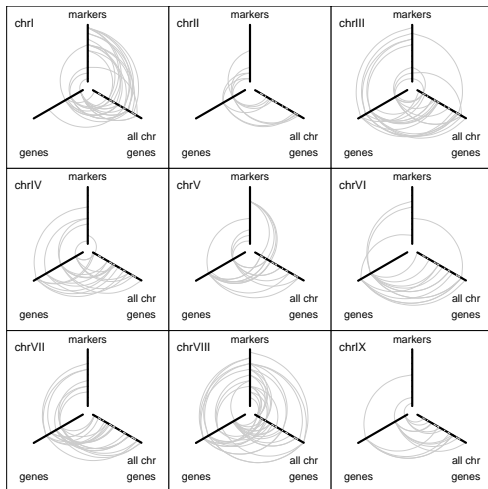 markers
chrI
all chr
genes genes
markers
chrII
all chr
genes genes
markers
chrIII
all chr
genes genes
markers
chrIV
all chr
genes genes
markers
chrV
all chr
genes genes
markers
chrVI
all chr
genes genes
markers
chrVII
all chr
genes genes
markers
chrVIII
all chr
genes genes
markers
chrIX
all chr
genes genes